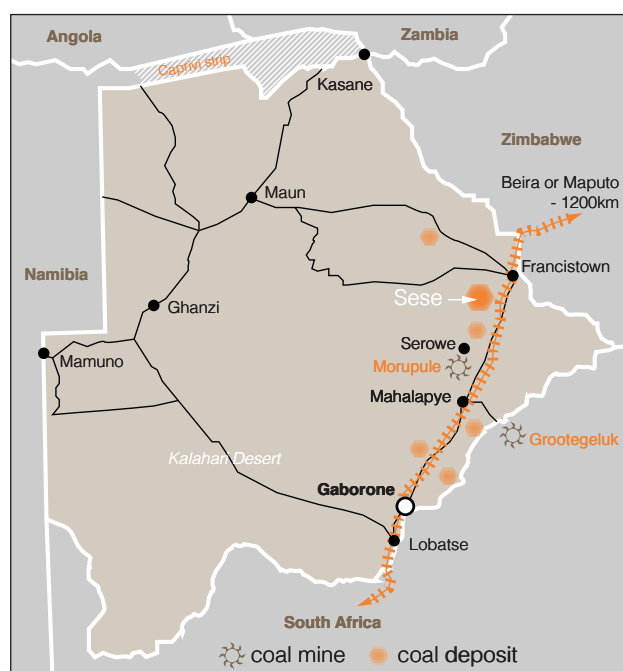 Angola
Zambia
Caprivi strip
Kasane
Zimbabwe
Beira or Maputo
- 1200km
Maun
Namibia
Francistown
Sese
Ghanzi
Serowe
Mamuno
Morupule
Mahalapye
Grootegeluk
Kalahari Desert
Gaborone
Lobatse
South Africa
coal mine
coal deposit